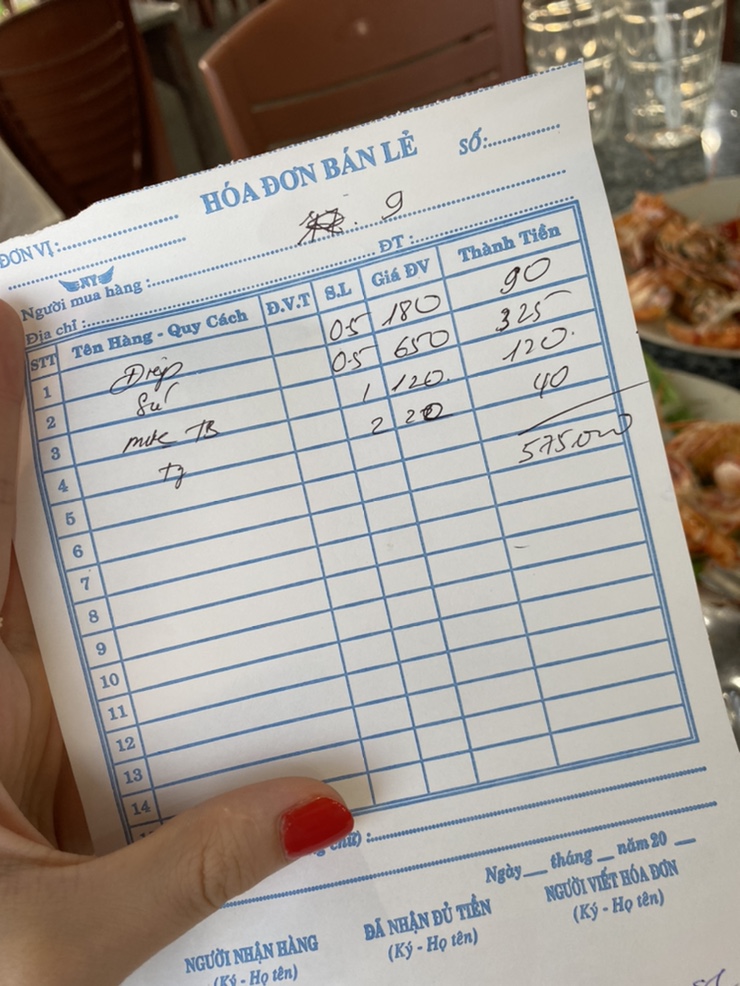 HÓA ĐƠN BÁN LẺ
SỐ:
ĐƠN VỊ:
9
NY
Người mua hàng :
Địa chỉ : ĐT :
STT Tên Hàng - Quy Cách Đ.V.T S.L Giá ĐV Thành Tiền
1 Điệp 0.5 180 90
2 Sú 0.5 650 325
3 mực TB 1 120. 120.
4 2 20 40
5 575.000
6
7
8
9
10
11
12
13
14
chữ) :
Ngày tháng năm 20
NGƯỜI NHẬN HÀNG ĐÃ NHẬN ĐỦ TIỀN NGƯỜI VIẾT HÓA ĐƠN
(Ký - Họ tên) (Ký - Họ tên) (Ký - Họ tên)